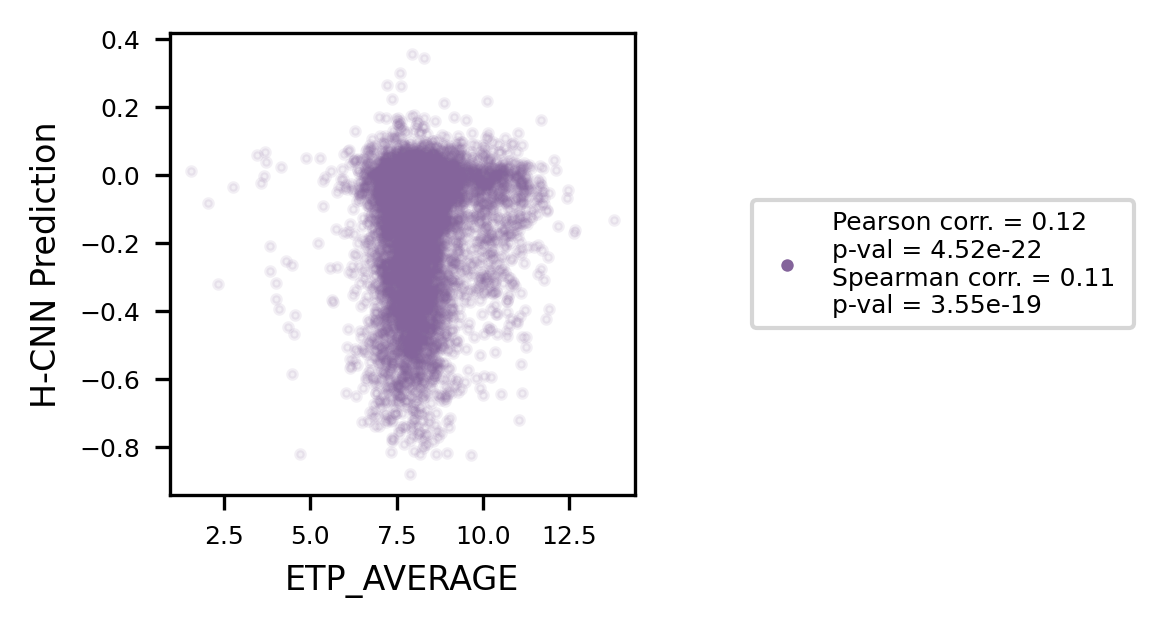 0.4
0.2
0.0
−0.2
−0.4
−0.6
−0.8
H-CNN Prediction
2.5 5.0 7.5 10.0 12.5
ETP_AVERAGE
Pearson corr. = 0.12
p-val = 4.52e-22
Spearman corr. = 0.11
p-val = 3.55e-19